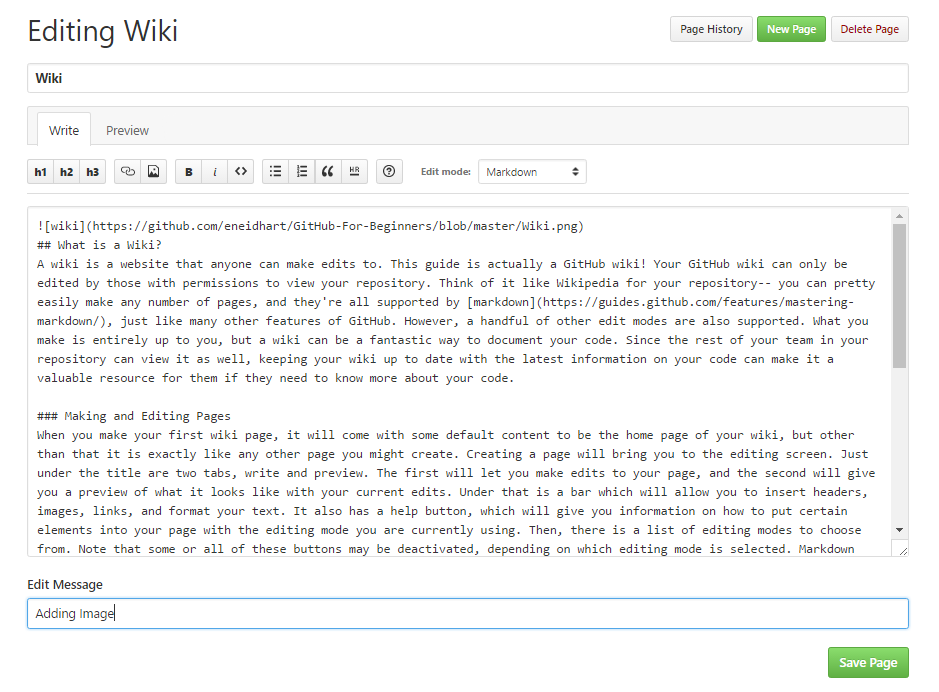 Editing Wiki
Page History New Page Delete Page
Wiki
Write Preview
h1 h2 h3 B i <> HR Edit mode: Markdown
![wiki](https://github.com/eneidhart/GitHub-For-Beginners/blob/master/Wiki.png)
## What is a Wiki?
A wiki is a website that anyone can make edits to. This guide is actually a GitHub wiki! Your GitHub wiki can only be
edited by those with permissions to view your repository. Think of it like Wikipedia for your repository-- you can pretty
easily make any number of pages, and they're all supported by [markdown](https://guides.github.com/features/mastering-
markdown/), just like many other features of GitHub. However, a handful of other edit modes are also supported. What you
make is entirely up to you, but a wiki can be a fantastic way to document your code. Since the rest of your team in your
repository can view it as well, keeping your wiki up to date with the latest information on your code can make it a
valuable resource for them if they need to know more about your code.
### Making and Editing Pages
When you make your first wiki page, it will come with some default content to be the home page of your wiki, but other
than that it is exactly like any other page you might create. Creating a page will bring you to the editing screen. Just
under the title are two tabs, write and preview. The first will let you make edits to your page, and the second will give
you a preview of what it looks like with your current edits. Under that is a bar which will allow you to insert headers,
images, links, and format your text. It also has a help button, which will give you information on how to put certain
elements into your page with the editing mode you are currently using. Then, there is a list of editing modes to choose
from. Note that some or all of these buttons may be deactivated, depending on which editing mode is selected. Markdown
Edit Message
Adding Image
Save Page